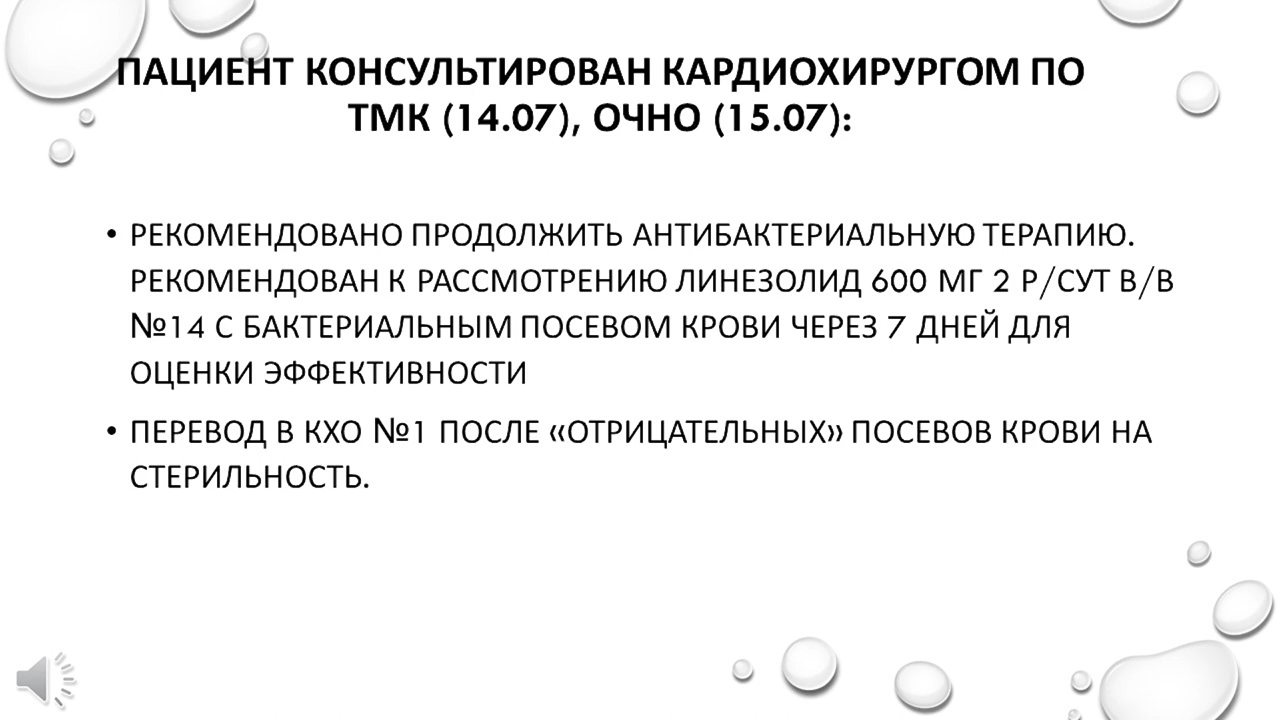 ПАЦИЕНТ КОНСУЛЬТИРОВАН КАРДИОХИРУРГОМ ПО
ТМК (14.07), ОЧНО (15.07):
• РЕКОМЕНДОВАНО ПРОДОЛЖИТЬ АНТИБАКТЕРИАЛЬНУЮ ТЕРАПИЮ.
РЕКОМЕНДОВАН К РАССМОТРЕНИЮ ЛИНЕЗОЛИД 600 МГ 2 Р/СУТ В/В
№14 С БАКТЕРИАЛЬНЫМ ПОСЕВОМ КРОВИ ЧЕРЕЗ 7 ДНЕЙ ДЛЯ
ОЦЕНКИ ЭФФЕКТИВНОСТИ
• ПЕРЕВОД В КХО №1 ПОСЛЕ «ОТРИЦАТЕЛЬНЫХ» ПОСЕВОВ КРОВИ НА
СТЕРИЛЬНОСТЬ.